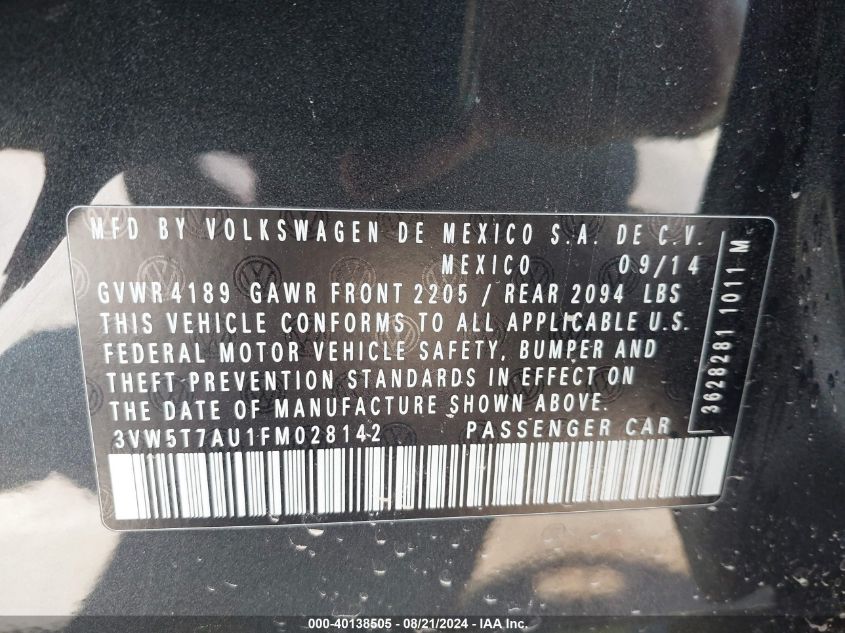 MFD BY VOLKSWAGEN DE MEXICO S.A. DE C.V.
MEXICO 09/14
GVWR 4189 GAWR FRONT 2205 / REAR 2094 LBS
THIS VEHICLE CONFORMS TO ALL APPLICABLE U.S.
FEDERAL MOTOR VEHICLE SAFETY, BUMPER AND
THEFT PREVENTION STANDARDS IN EFFECT ON
THE DATE OF MANUFACTURE SHOWN ABOVE.
3VW5T7AU1FM028142 PASSENGER CAR
3628281 1011 M
000-40138505 - 08/21/2024 - COPYRIGHT IAA, LLC.